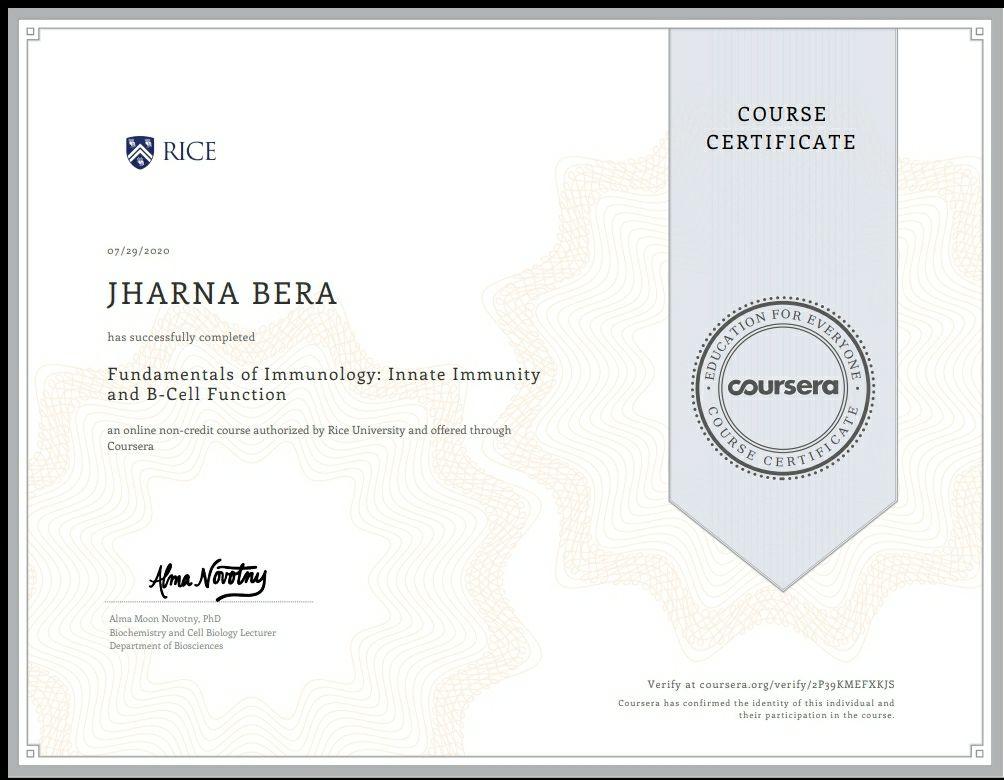 RICE
COURSE
CERTIFICATE
07/29/2020
JHARNA BERA
has successfully completed
Fundamentals of Immunology: Innate Immunity
and B-Cell Function
an online non-credit course authorized by Rice University and offered through
Coursera
EDUCATION FOR EVERYONE
coursera
COURSE CERTIFICATE
Alma Novotny
Alma Moon Novotny, PhD
Biochemistry and Cell Biology Lecturer
Department of Biosciences
Verify at coursera.org/verify/2P39KMEFXKJS
Coursera has confirmed the identity of this individual and
their participation in the course.